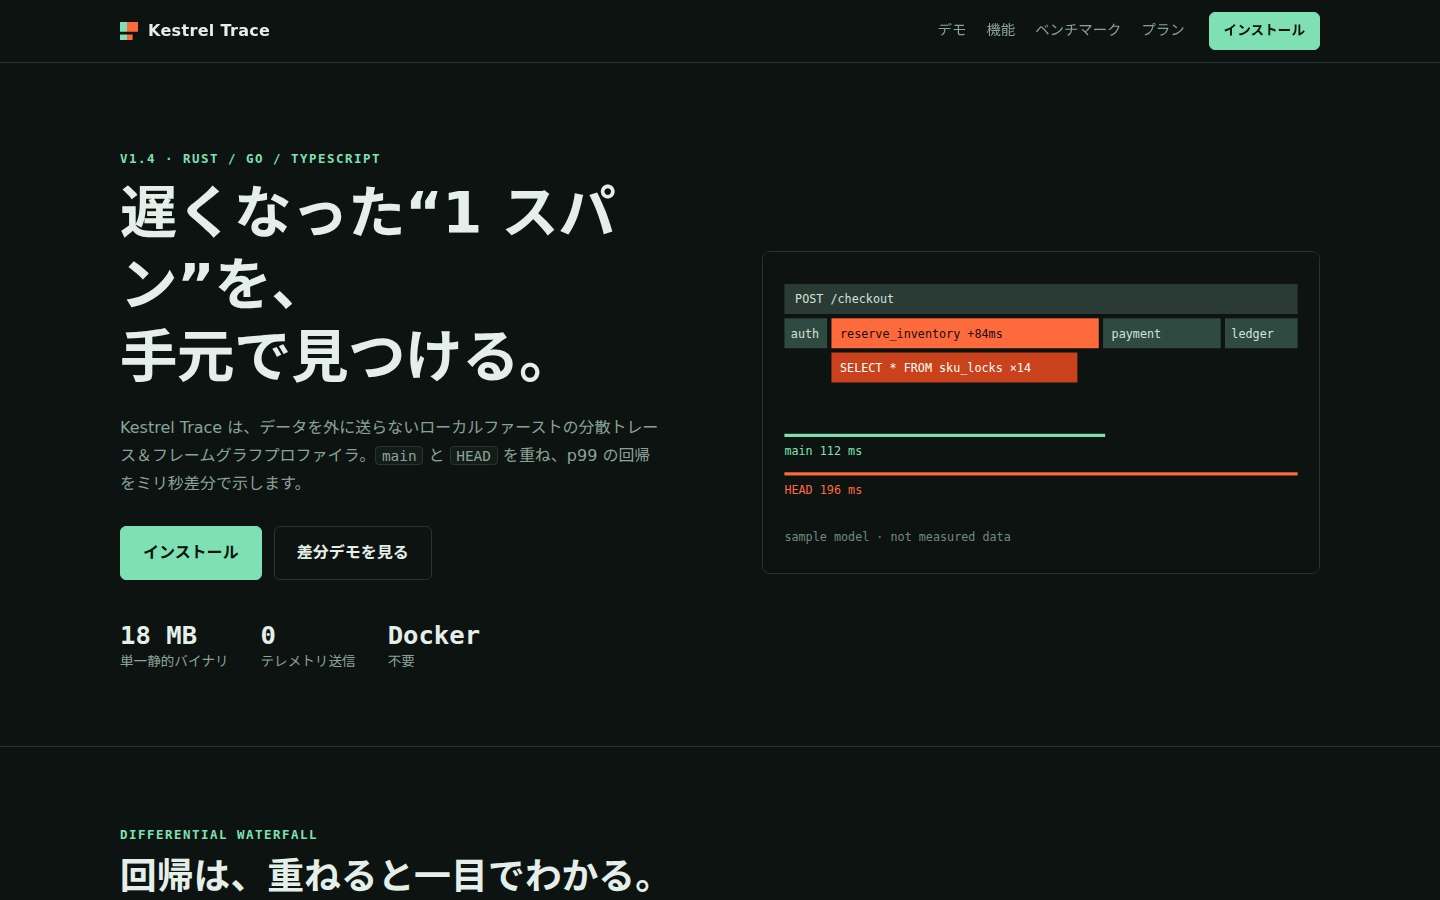 Kestrel Trace
デモ 機能 ベンチマーク プラン インストール
V1.4 · RUST / GO / TYPESCRIPT
遅くなった“1 スパ
ン”を、
手元で見つける。
Kestrel Trace は、データを外に送らないローカルファーストの分散トレー
ス＆フレームグラフプロファイラ。main と HEAD を重ね、p99 の回帰
をミリ秒差分で示します。
インストール 差分デモを見る
18 MB 0 Docker
単一静的バイナリ テレメトリ送信 不要
POST /checkout
auth reserve_inventory +84ms payment ledger
SELECT * FROM sku_locks ×14
main 112 ms
HEAD 196 ms
sample model · not measured data
DIFFERENTIAL WATERFALL
回帰は、重ねると一目でわかる。